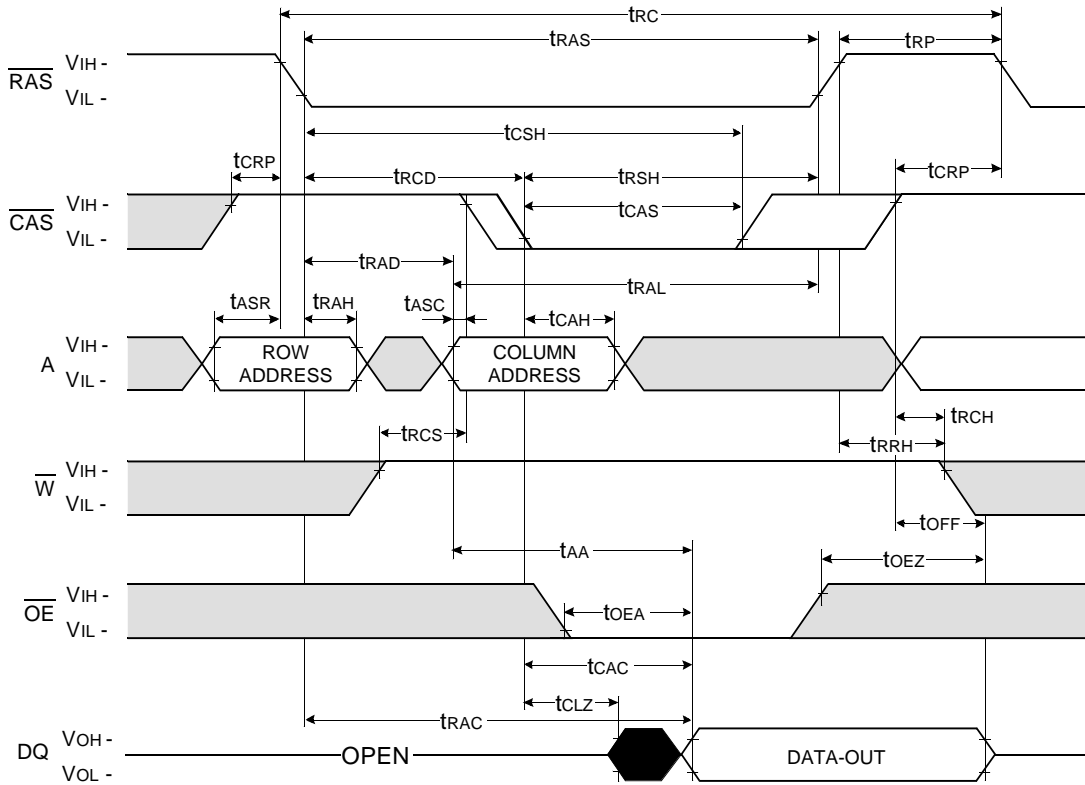 tRC
tRAS
tRP
RAS
VIH -
VIL -
tCSH
tCRP
tRCD
tRSH
tCRP
CAS
VIH -
VIL -
tCAS
tRAD
tRAL
tASR
tRAH
tASC
tCAH
A
VIH -
VIL -
ROW
ADDRESS
COLUMN
ADDRESS
tRCS
tRCH
tRRH
W
VIH -
VIL -
tOFF
tAA
tOEZ
OE
VIH -
VIL -
tOEA
tCAC
tCLZ
tRAC
DQ
VOH -
VOL -
OPEN
DATA-OUT